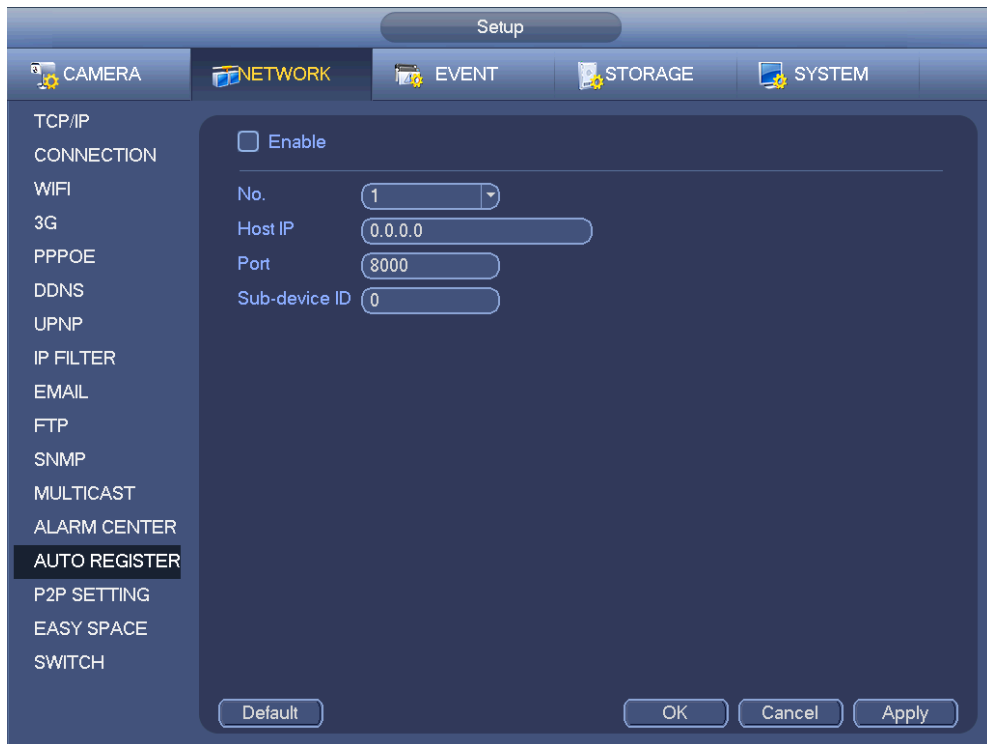 Setup
CAMERA NETWORK EVENT STORAGE SYSTEM
TCP/IP
CONNECTION
WIFI
3G
PPPOE
DDNS
UPNP
IP FILTER
EMAIL
FTP
SNMP
MULTICAST
ALARM CENTER
AUTO REGISTER
P2P SETTING
EASY SPACE
SWITCH
Enable
No. 1
Host IP 0.0.0.0
Port 8000
Sub-device ID 0
Default OK Cancel Apply